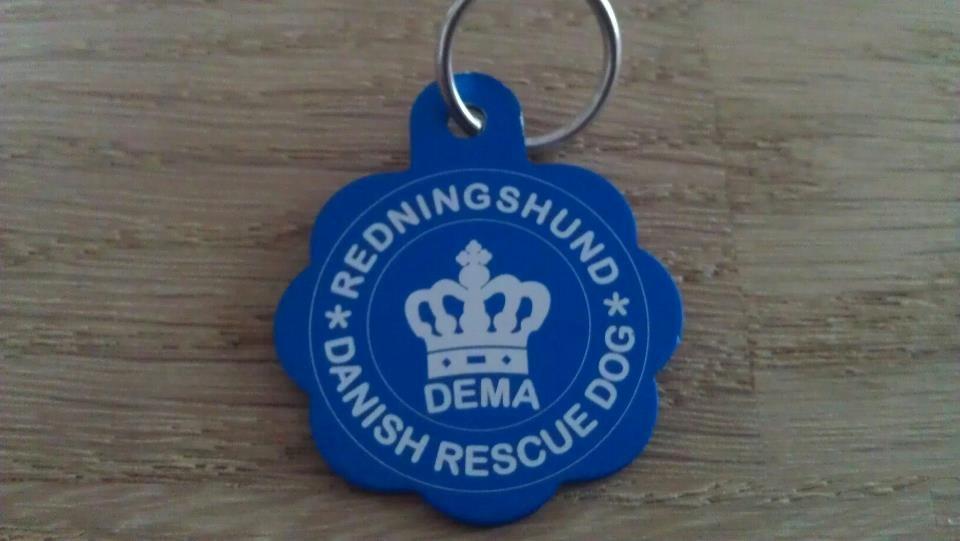 *REDNINGSHUND*
DANISH RESCUE DOG
DEMA